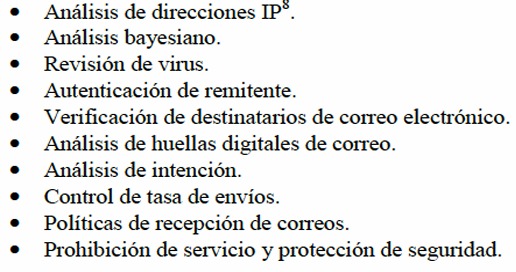 • Análisis de direcciones IP⁸.
• Análisis bayesiano.
• Revisión de virus.
• Autenticación de remitente.
• Verificación de destinatarios de correo electrónico.
• Análisis de huellas digitales de correo.
• Análisis de intención.
• Control de tasa de envíos.
• Políticas de recepción de correos.
• Prohibición de servicio y protección de seguridad.